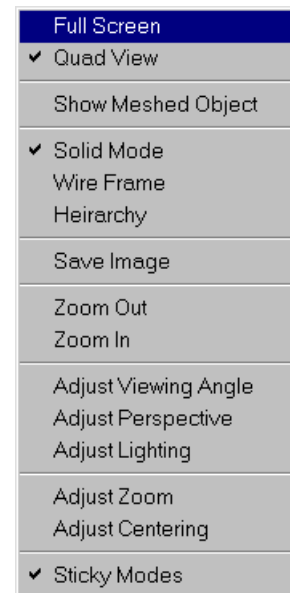 Full Screen
Quad View
Show Meshed Object
Solid Mode
Wire Frame
Heirarchy
Save Image
Zoom Out
Zoom In
Adjust Viewing Angle
Adjust Perspective
Adjust Lighting
Adjust Zoom
Adjust Centering
Sticky Modes